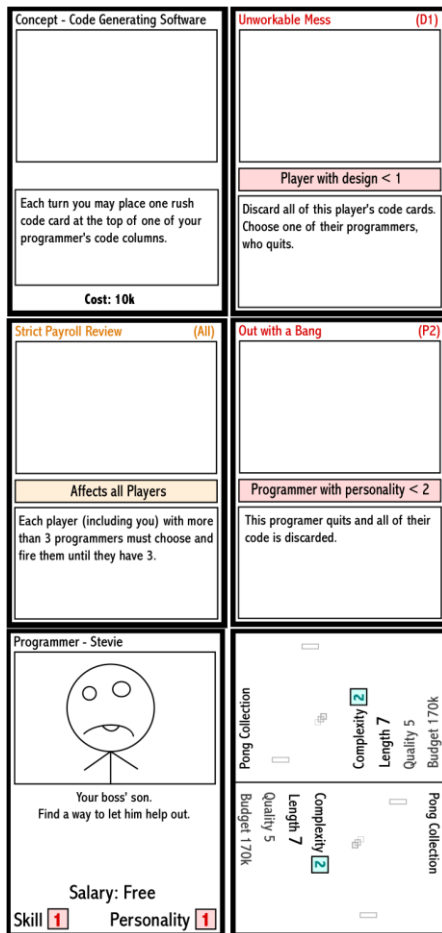 Concept - Code Generating Software
Each turn you may place one rush
code card at the top of one of your
programmer's code columns.
Cost: 10k
Unworkable Mess (D1)
Player with design < 1
Discard all of this player's code cards.
Choose one of their programmers,
who quits.
Strict Payroll Review (All)
Affects all Players
Each player (including you) with more
than 3 programmers must choose and
fire them until they have 3.
Out with a Bang (P2)
Programmer with personality < 2
This programer quits and all of their
code is discarded.
Programmer - Stevie
Your boss' son.
Find a way to let him help out.
Salary: Free
Skill 1 Personality 1
Pong Collection
Complexity 2
Length 7
Quality 5
Budget 170k
Pong Collection
Complexity 2
Length 7
Quality 5
Budget 170k